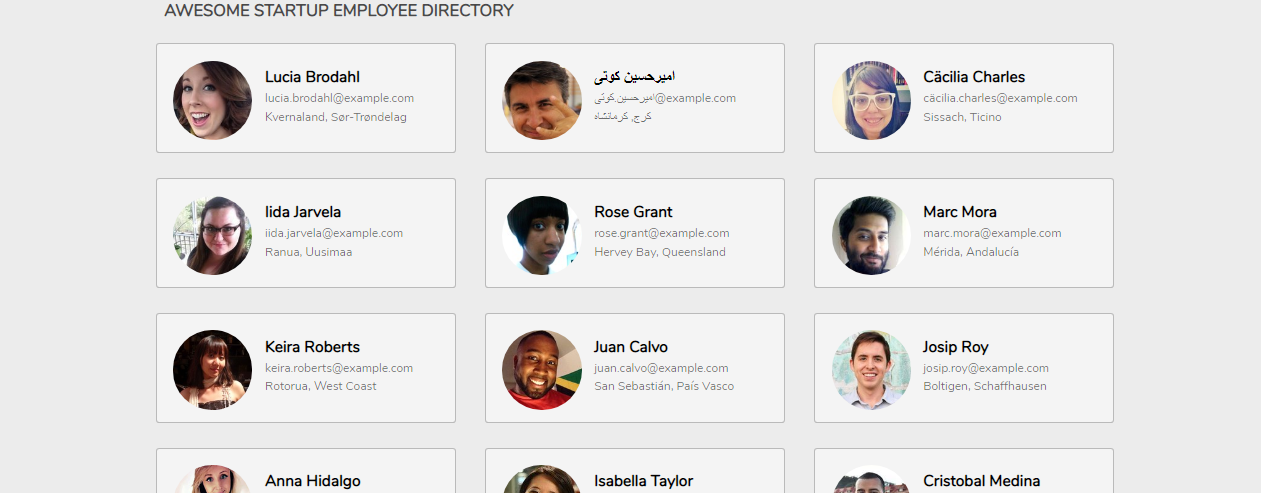 AWESOME STARTUP EMPLOYEE DIRECTORY
Lucia Brodahl
lucia.brodahl@example.com
Kvernaland, Sør-Trøndelag
امیرحسین کوتی
امیرحسین.کوتی@example.com
کرج, کرمانشاه
Cäcilia Charles
cäcilia.charles@example.com
Sissach, Ticino
Iida Jarvela
iida.jarvela@example.com
Ranua, Uusimaa
Rose Grant
rose.grant@example.com
Hervey Bay, Queensland
Marc Mora
marc.mora@example.com
Mérida, Andalucía
Keira Roberts
keira.roberts@example.com
Rotorua, West Coast
Juan Calvo
juan.calvo@example.com
San Sebastián, País Vasco
Josip Roy
josip.roy@example.com
Boltigen, Schaffhausen
Anna Hidalgo
Isabella Taylor
Cristobal Medina